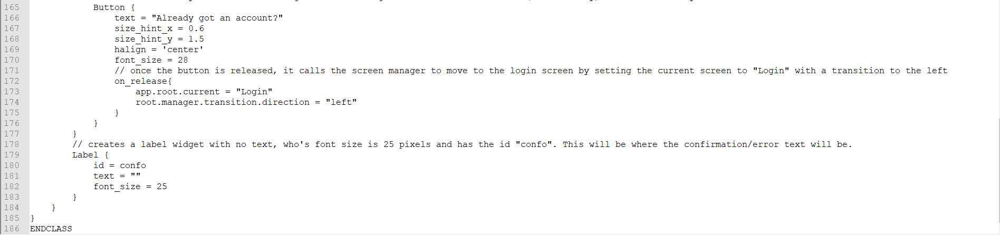 165 Button {
166 text = "Already got an account?"
167 size_hint_x = 0.6
168 size_hint_y = 1.5
169 halign = 'center'
170 font_size = 28
171 // once the button is released, it calls the screen manager to move to the login screen by setting the current screen to "Login" with a transition to the left
172 on_release{
173 app.root.current = "Login"
174 root.manager.transition.direction = "left"
175 }
176 }
177 }
178 // creates a label widget with no text, who's font size is 25 pixels and has the id "confo". This will be where the confirmation/error text will be.
179 Label {
180 id = confo
181 text = ""
182 font_size = 25
183 }
184 }
185 }
186 ENDCLASS